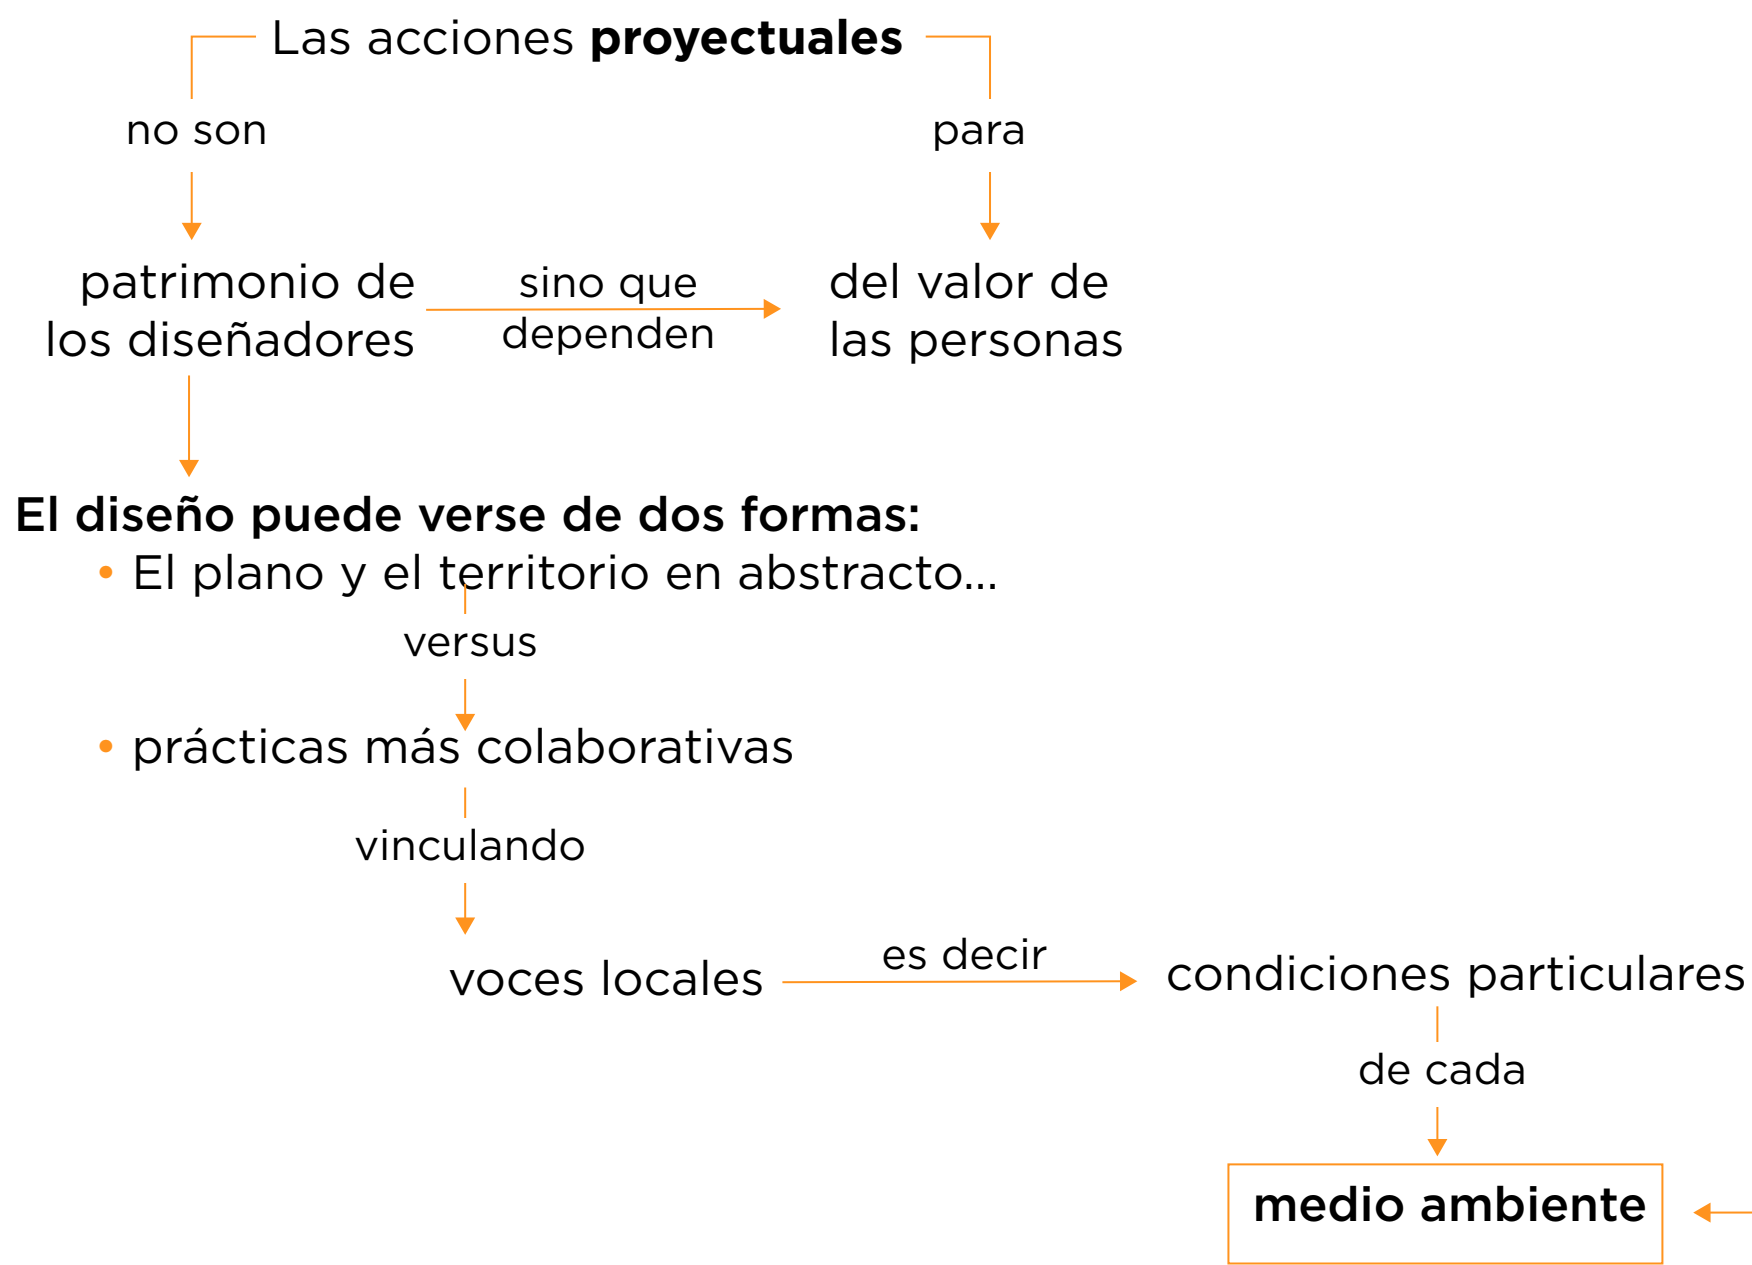 Las acciones proyectuales
no son
para
patrimonio de
los diseñadores
sino que
dependen
del valor de
las personas
El diseño puede verse de dos formas:
• El plano y el territorio en abstracto...
versus
• prácticas más colaborativas
vinculando
voces locales
es decir
condiciones particulares
de cada
medio ambiente